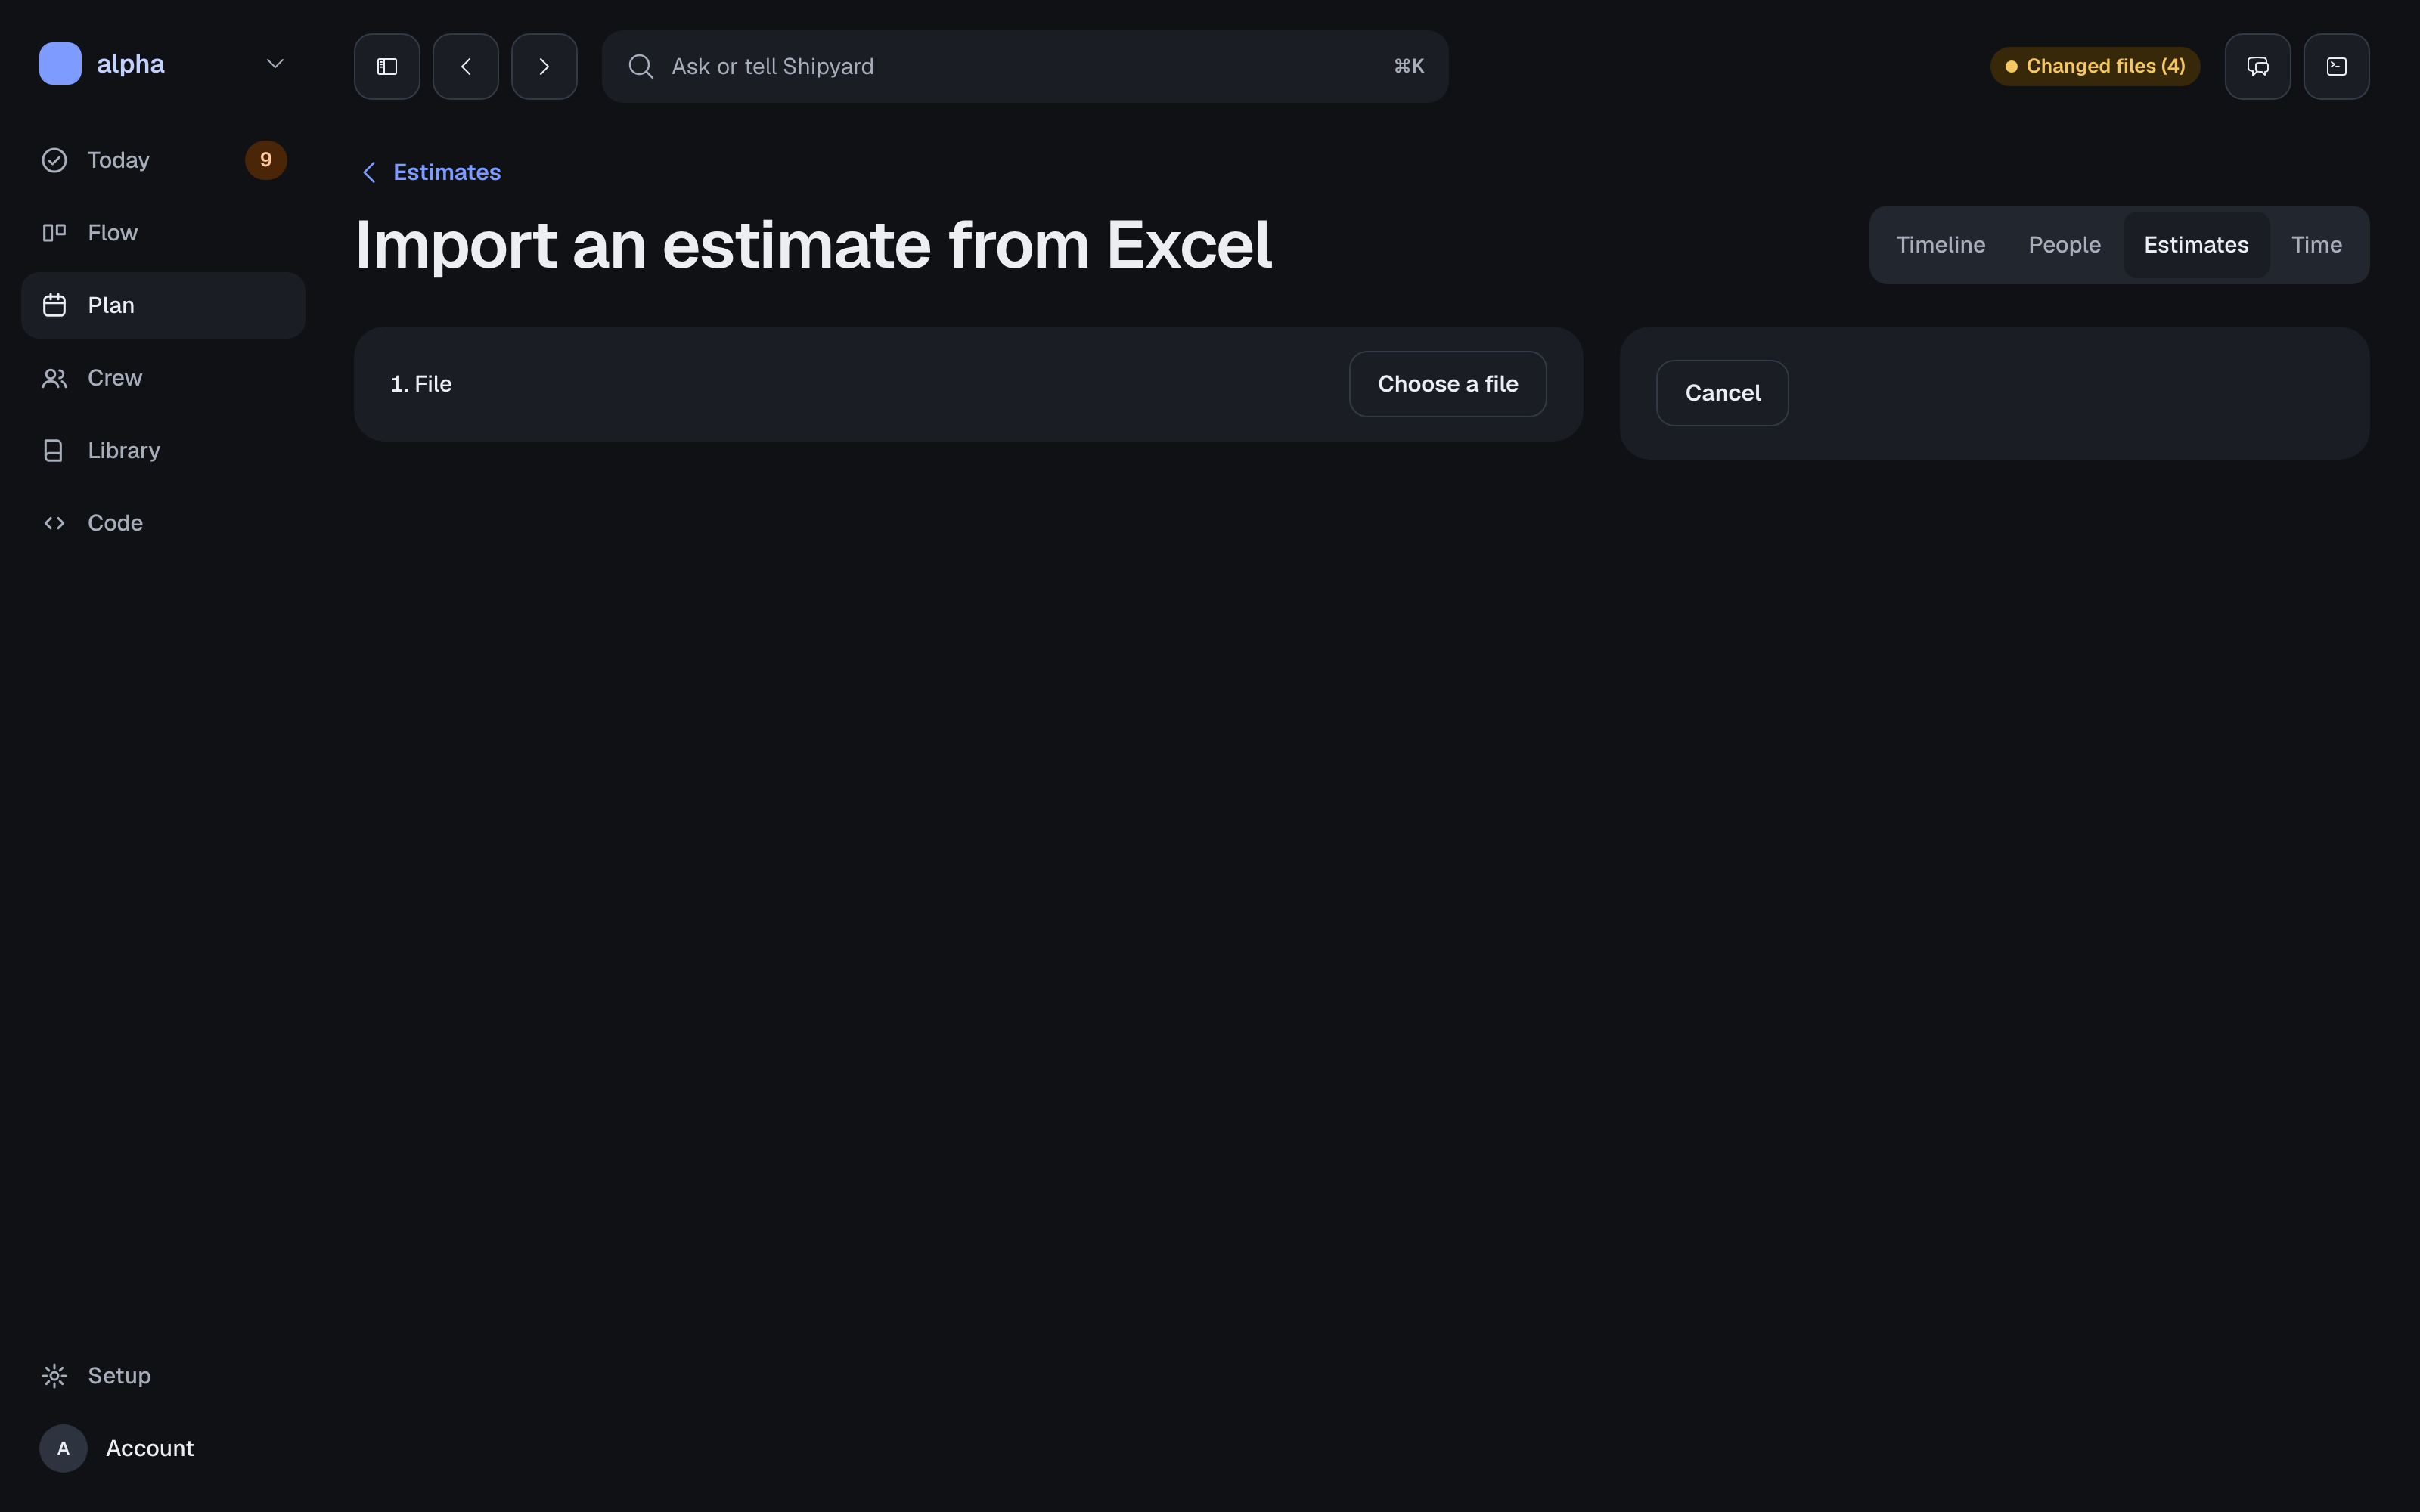 alpha
Ask or tell Shipyard
⌘K
Changed files (4)
Today
9
Flow
Plan
Crew
Library
Code
Estimates
Import an estimate from Excel
Timeline
People
Estimates
Time
1. File
Choose a file
Cancel
Setup
A
Account